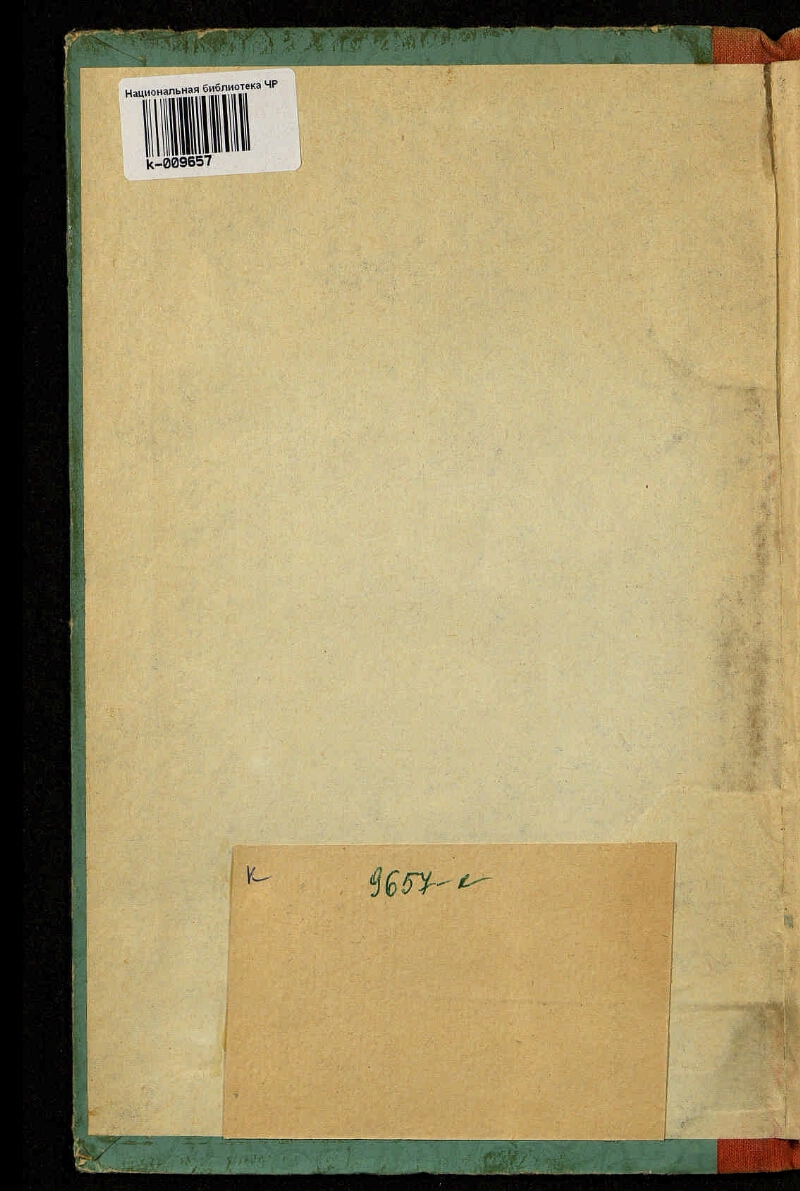 Национальная библиотека ЧР
k-009657
К
9657-к